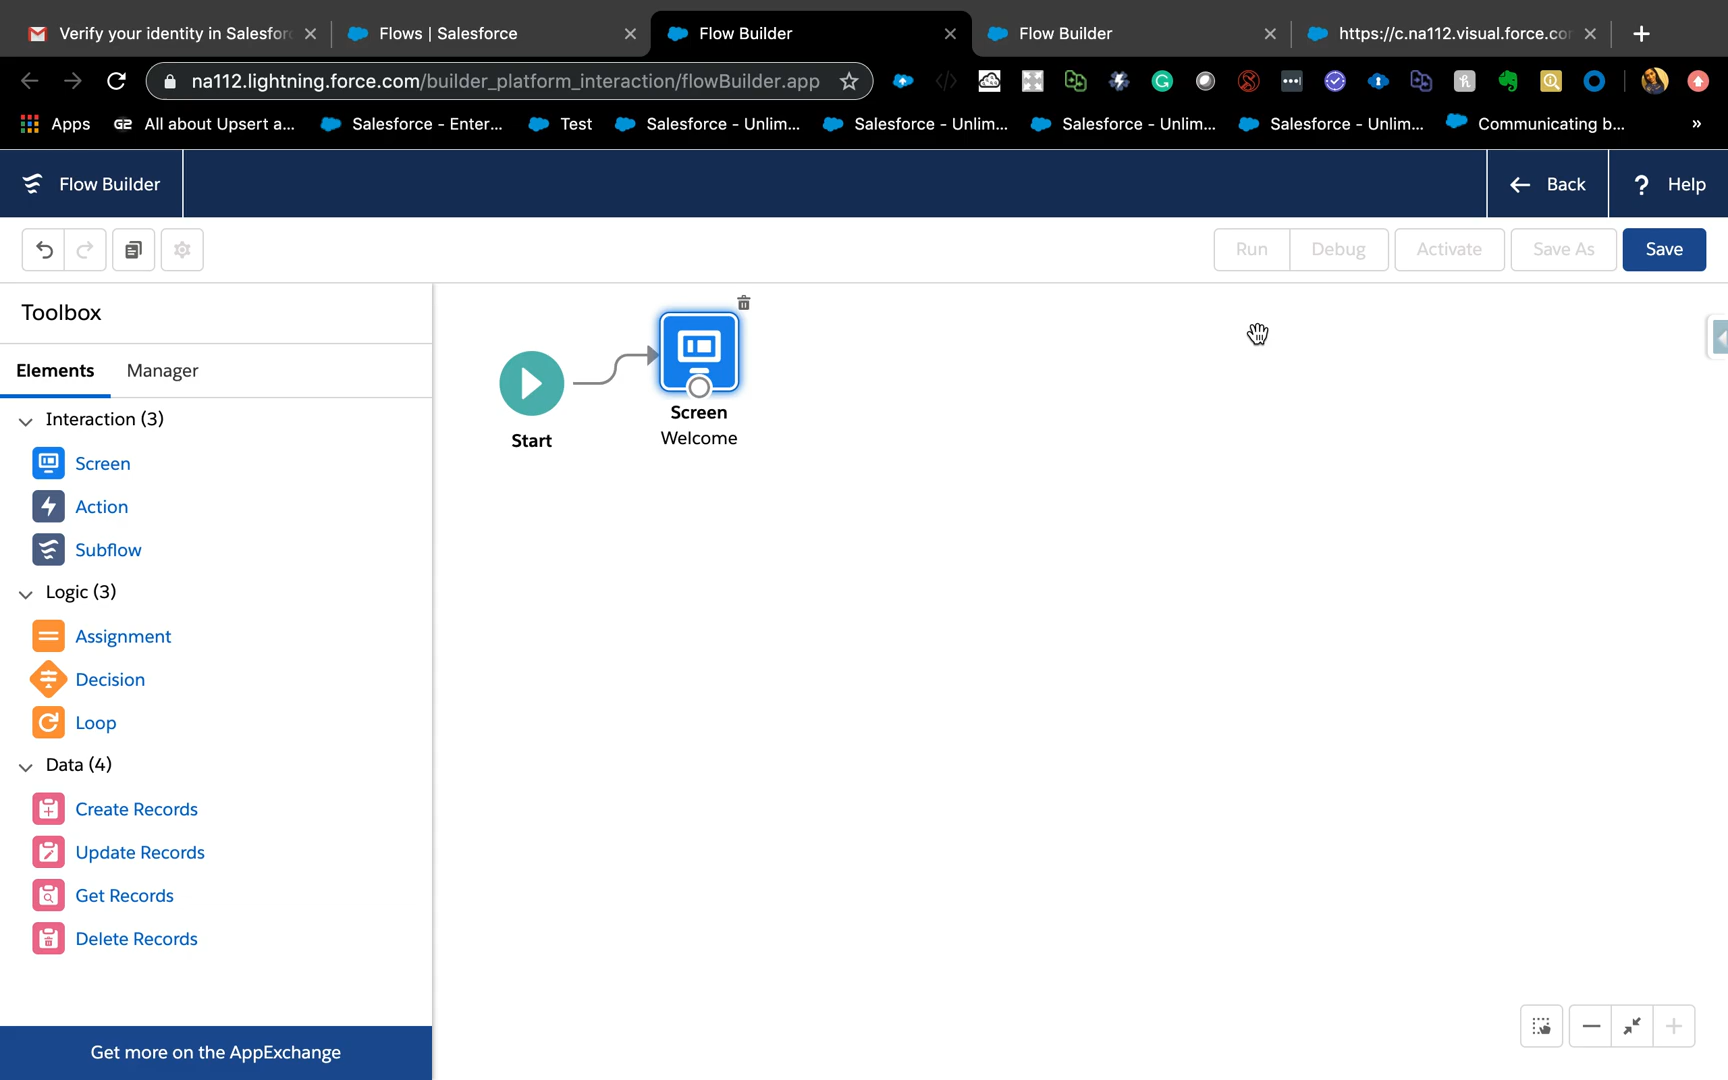 Verify your identity in Salesforc
Flows | Salesforce
Flow Builder
Flow Builder
https://c.na112.visual.force.com
na112.lightning.force.com/builder_platform_interaction/flowBuilder.app
Apps
All about Upsert a...
Salesforce - Enter...
Test
Salesforce - Unlim...
Salesforce - Unlim...
Salesforce - Unlim...
Salesforce - Unlim...
Communicating b...
»
Flow Builder
Back
? Help
Run
Debug
Activate
Save As
Save
Toolbox
Elements
Manager
Interaction (3)
Screen
Action
Subflow
Logic (3)
Assignment
Decision
Loop
Data (4)
Create Records
Update Records
Get Records
Delete Records
Get more on the AppExchange
Start
Screen
Welcome